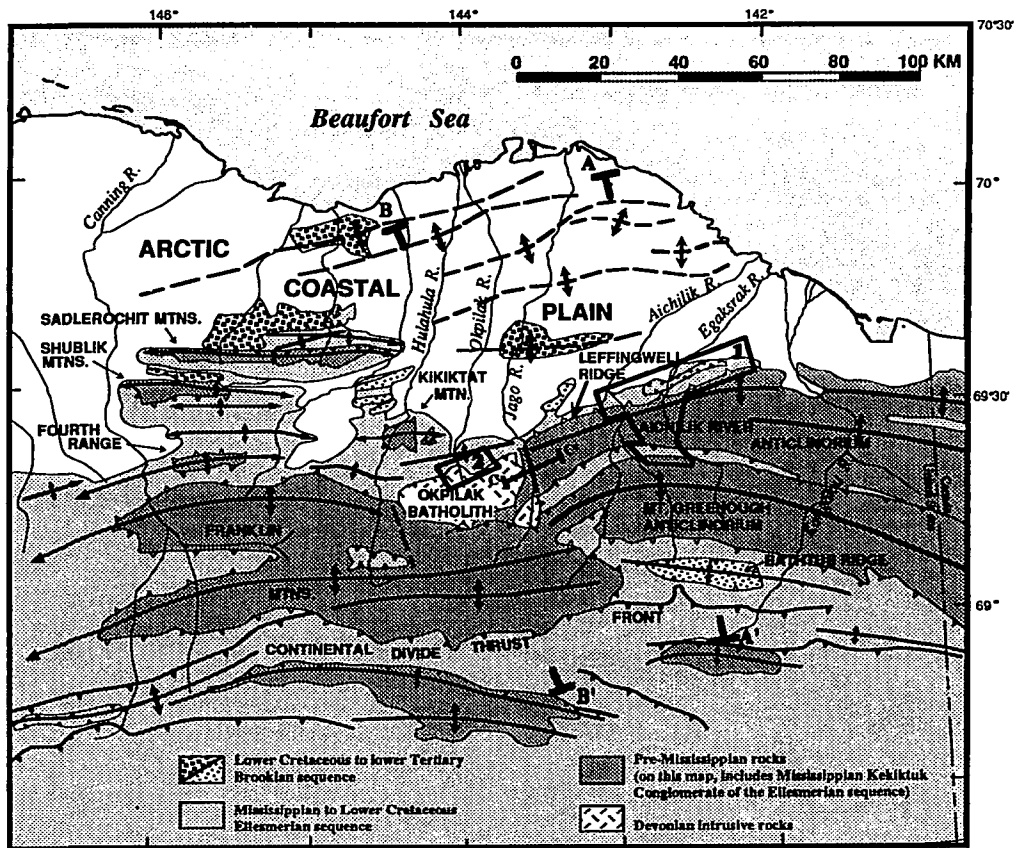 146°
144°
142°
70°30'
0 20 40 60 80 100 KM
Beaufort Sea
A
70°
Canning R.
B
ARCTIC
COASTAL
PLAIN
Hulahula R.
Okpilak R.
Jago R.
Aichilik R.
Egaksrak R.
SADLEROCHIT MTNS.
SHUBLIK
MTNS.
KiKIKTAT
MTN.
LEFFINGWELL
RIDGE
1
69°30'
FOURTH
RANGE
AICHILIK RIVER
ANTICLINORIUM
2
OKPILAK
BATHOLITH
MT. GREENOUGH
ANTICLINORIUM
FRANKLIN
BATHTUB RIDGE
MTNS.
69°
FRONT
CONTINENTAL DIVIDE THRUST
A'
B'
Lower Cretaceous to lower Tertiary
Brookian sequence
Mississippian to Lower Cretaceous
Ellesmerian sequence
Pre-Mississippian rocks
(on this map, includes Mississippian Kekiktuk
Conglomerate of the Ellesmerian sequence)
Devonian Intrusive rocks